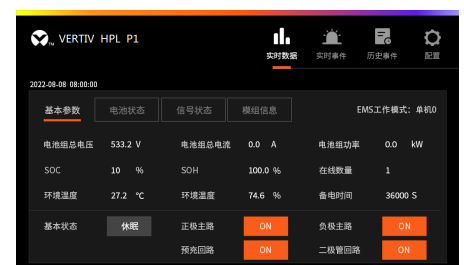 VERTIV HPL P1
实时数据 实时事件 历史事件 配置
2022-08-08 08:00:00
基本参数 电池状态 信号状态 模组信息 EMS工作模式: 单机0
电池组总电压 533.2 V 电池组总电流 0.0 A 电池组功率 0.0 kW
SOC 10 % SOH 100.0 % 在线数量 1
环境温度 27.2 ℃ 环境湿度 74.6 % 备电时间 36000 S
基本状态 休眠 正极主路 ON 负极主路 ON
预充回路 ON 二极管回路 ON